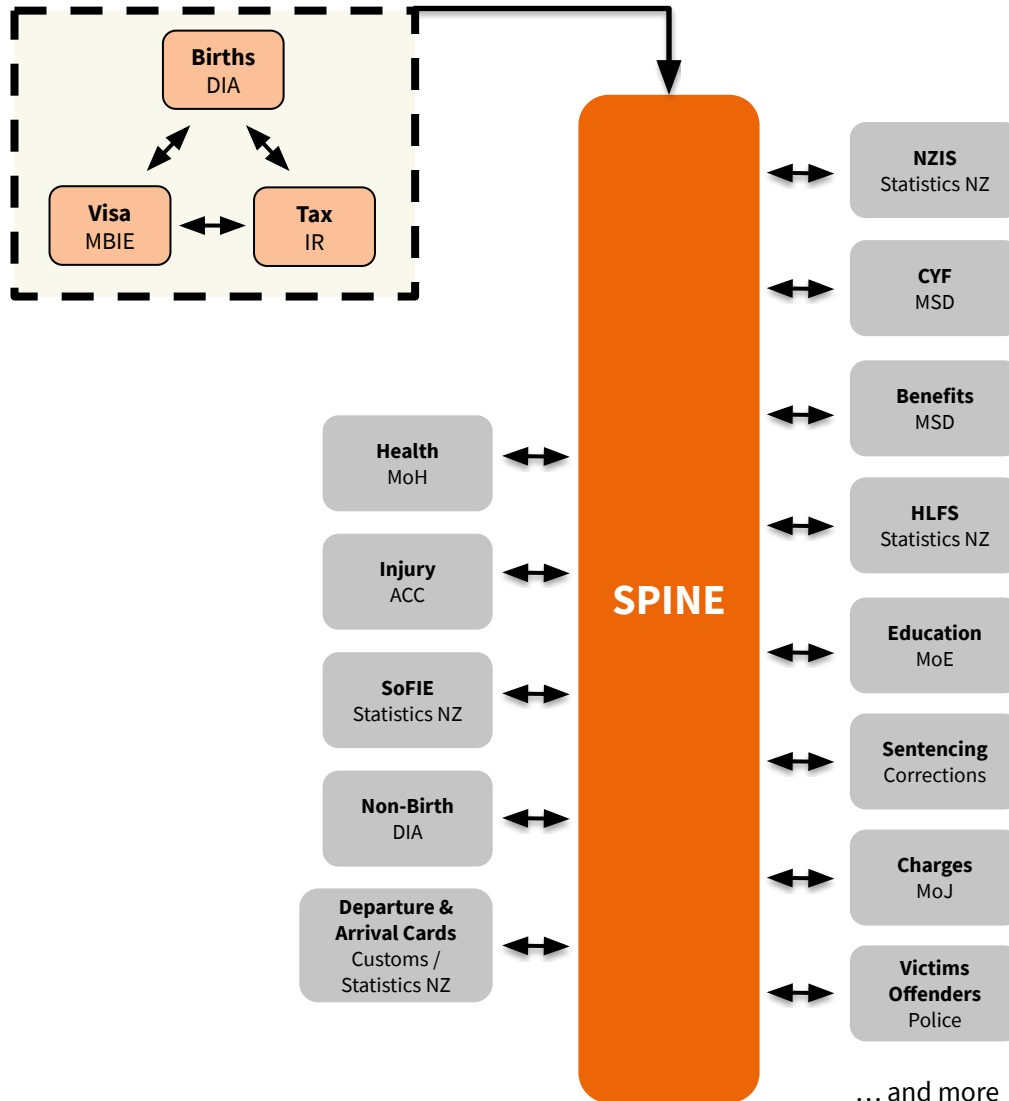 Births
DIA
Visa
MBIE
Tax
IR
Health
MoH
Injury
ACC
SoFIE
Statistics NZ
Non-Birth
DIA
Departure &
Arrival Cards
Customs /
Statistics NZ
SPINE
NZIS
Statistics NZ
CYF
MSD
Benefits
MSD
HLFS
Statistics NZ
Education
MoE
Sentencing
Corrections
Charges
MoJ
Victims
Offenders
Police
… and more